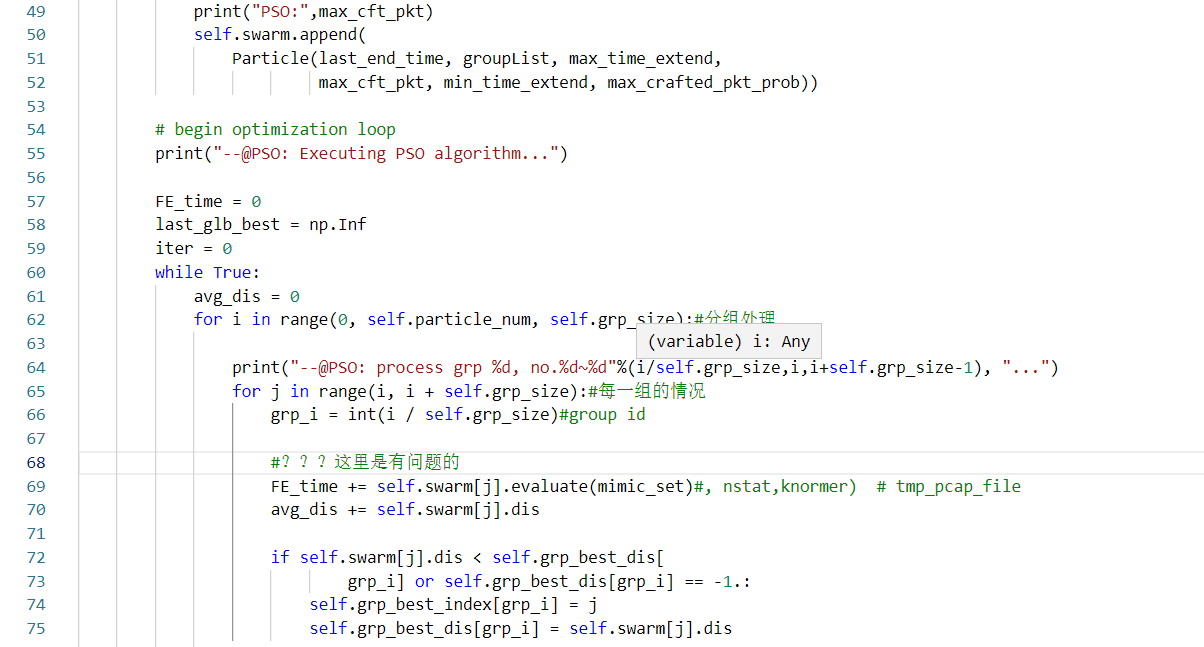 49 print("PSO:",max_cft_pkt)
50 self.swarm.append(
51 Particle(last_end_time, groupList, max_time_extend,
52 max_cft_pkt, min_time_extend, max_crafted_pkt_prob))
53
54 # begin optimization loop
55 print("--@PSO: Executing PSO algorithm...")
56
57 FE_time = 0
58 last_glb_best = np.Inf
59 iter = 0
60 while True:
61 avg_dis = 0
62 for i in range(0, self.particle_num, self.grp_size):#分组处理
(variable) i: Any
63
64 print("--@PSO: process grp %d, no.%d~%d"%(i/self.grp_size,i,i+self.grp_size-1), "...")
65 for j in range(i, i + self.grp_size):#每一组的情况
66 grp_i = int(i / self.grp_size)#group id
67
68 #？？？这里是有问题的
69 FE_time += self.swarm[j].evaluate(mimic_set)#, nstat,knormer) # tmp_pcap_file
70 avg_dis += self.swarm[j].dis
71
72 if self.swarm[j].dis < self.grp_best_dis[
73 grp_i] or self.grp_best_dis[grp_i] == -1.:
74 self.grp_best_index[grp_i] = j
75 self.grp_best_dis[grp_i] = self.swarm[j].dis